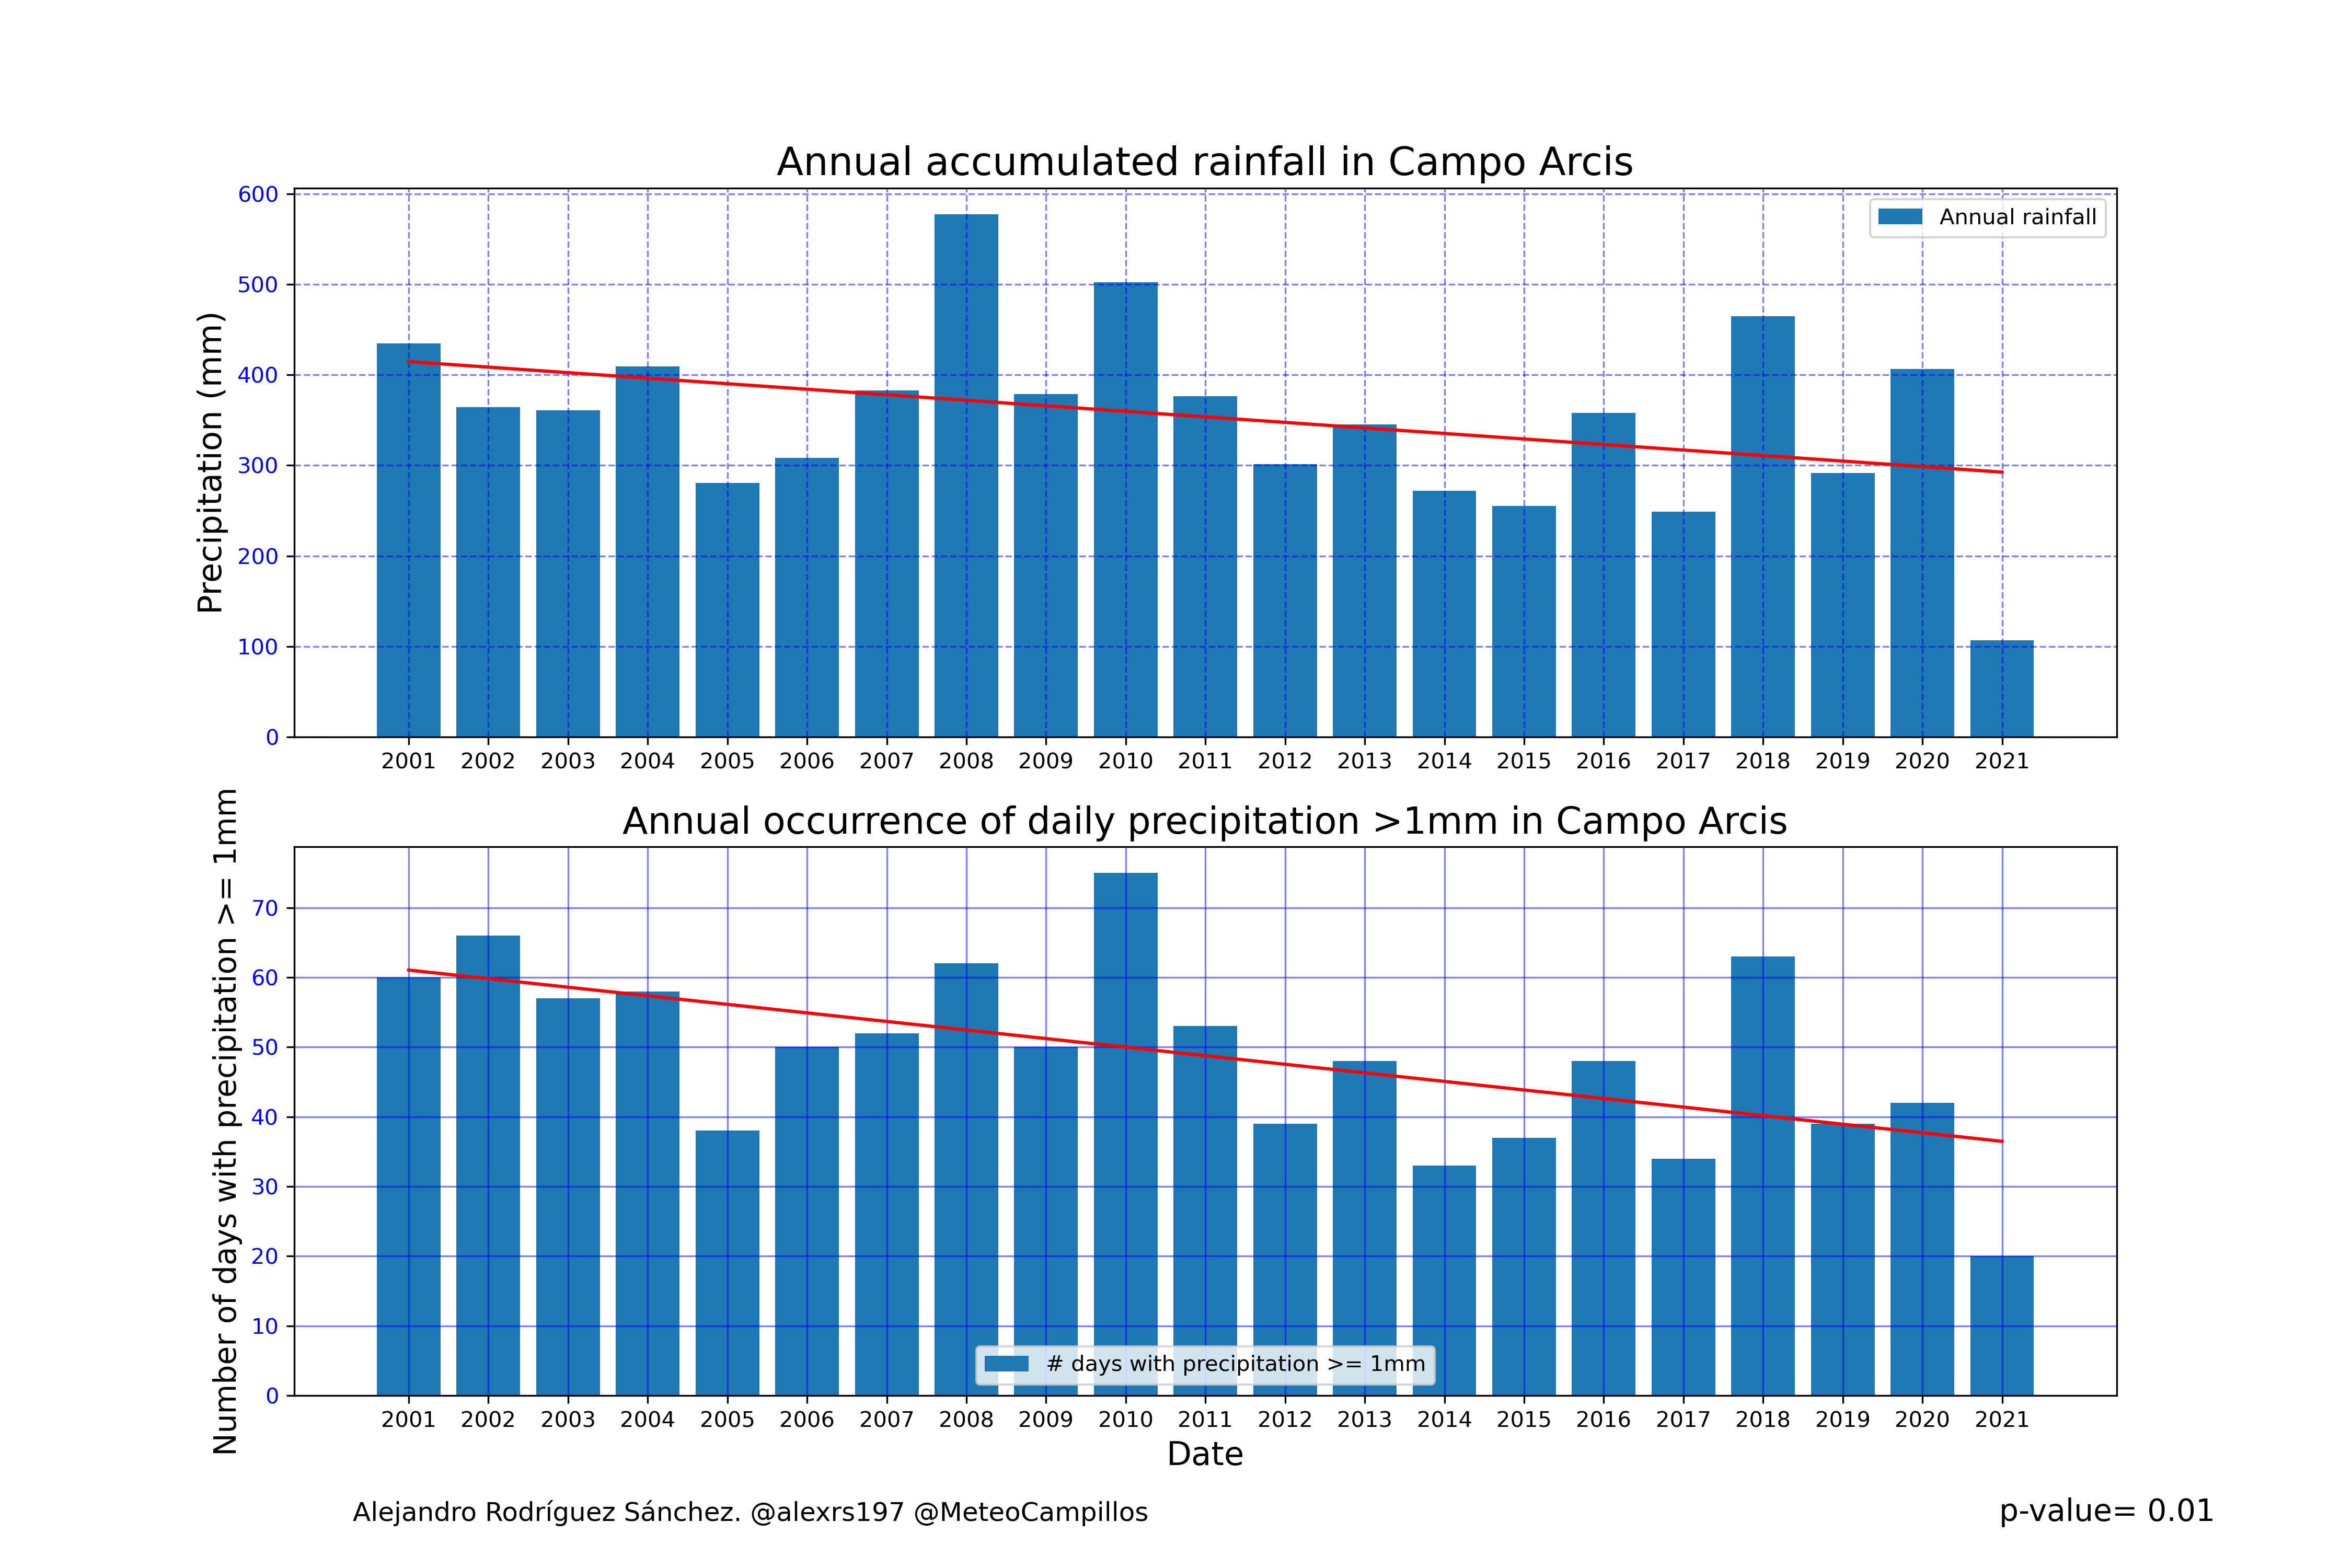 Annual accumulated rainfall in Campo Arcis
Precipitation (mm)
600
500
400
300
200
100
0
Annual rainfall
2001 2002 2003 2004 2005 2006 2007 2008 2009 2010 2011 2012 2013 2014 2015 2016 2017 2018 2019 2020 2021
Annual occurrence of daily precipitation >1mm in Campo Arcis
Number of days with precipitation >= 1mm
70
60
50
40
30
20
10
0
# days with precipitation >= 1mm
2001 2002 2003 2004 2005 2006 2007 2008 2009 2010 2011 2012 2013 2014 2015 2016 2017 2018 2019 2020 2021
Date
Alejandro Rodríguez Sánchez. @alexrs197 @MeteoCampillos
p-value= 0.01